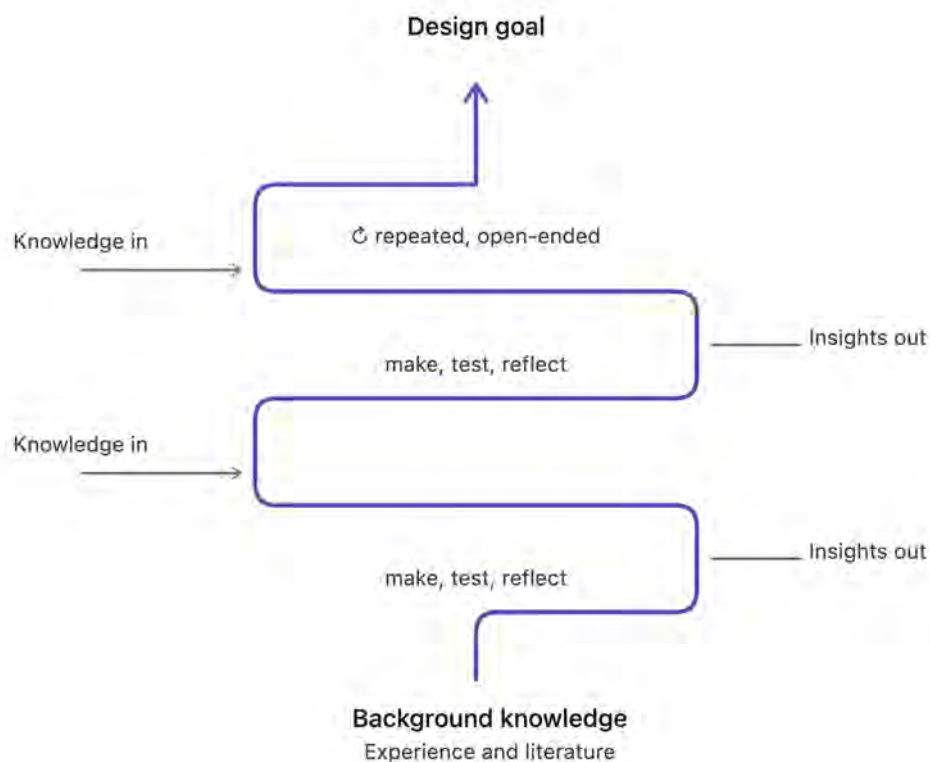 Design goal
↻ repeated, open-ended
Knowledge in
Insights out
make, test, reflect
Knowledge in
Insights out
make, test, reflect
Background knowledge
Experience and literature